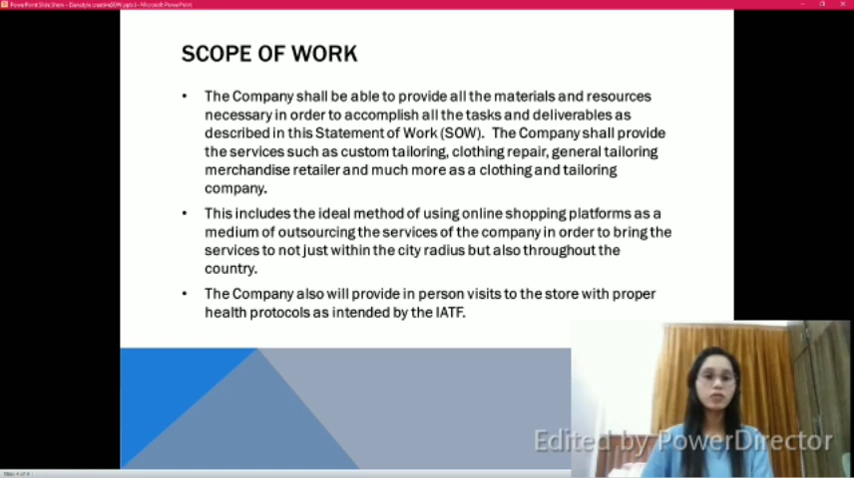 SCOPE OF WORK
• The Company shall be able to provide all the materials and resources
necessary in order to accomplish all the tasks and deliverables as
described in this Statement of Work (SOW). The Company shall provide
the services such as custom tailoring, clothing repair, general tailoring
merchandise retailer and much more as a clothing and tailoring
company.
• This includes the ideal method of using online shopping platforms as a
medium of outsourcing the services of the company in order to bring the
services to not just within the city radius but also throughout the
country.
• The Company also will provide in person visits to the store with proper
health protocols as intended by the IATF.
Edited by PowerDirector